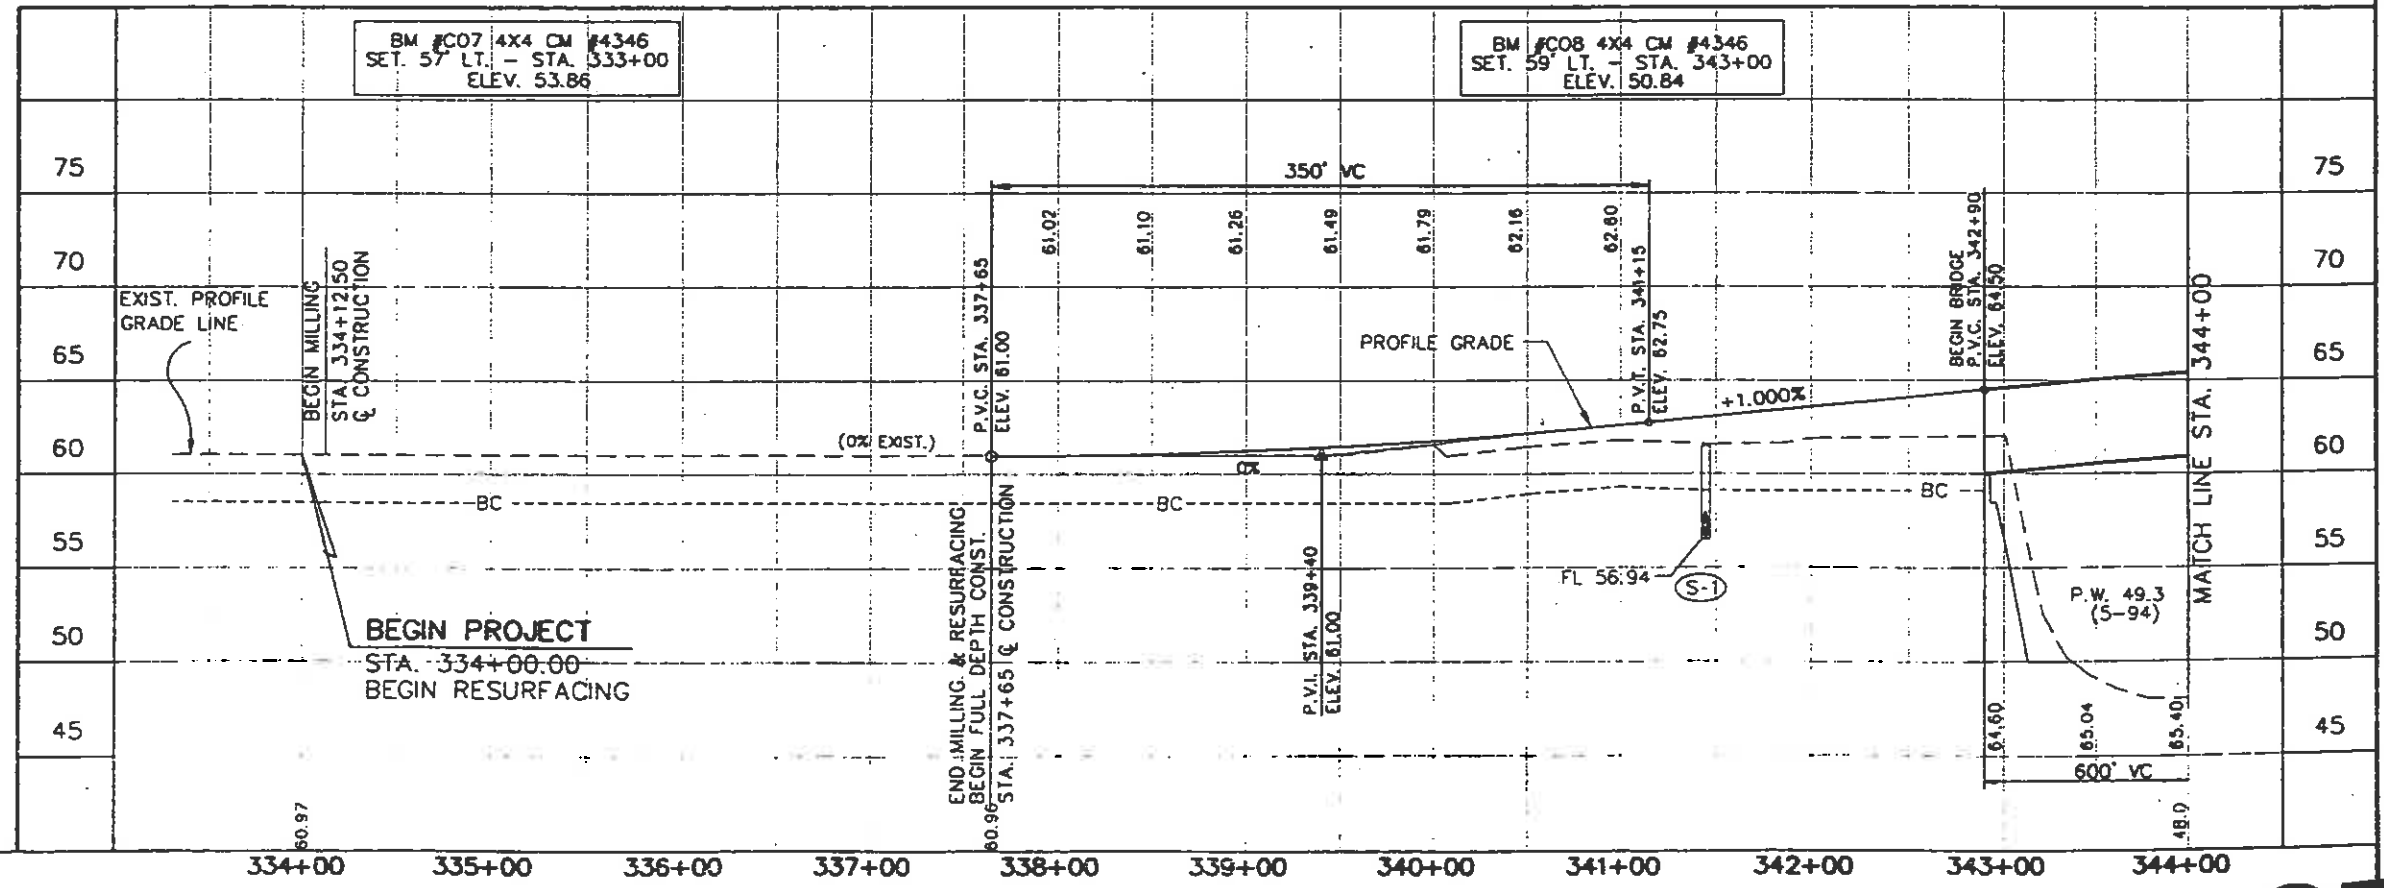 BM #C07 4X4 CM #4346
SET. 57' LT. - STA. 333+00
ELEV. 53.86
BM #C08 4X4 CM #4346
SET. 59' LT. - STA. 343+00
ELEV. 50.84
75
75
350' VC
61.02
61.10
61.26
61.49
61.79
62.16
62.60
70
70
EXIST. PROFILE
GRADE LINE
BEGIN MILLING
STA. 334+12.50
℄ CONSTRUCTION
P.V.C. STA. 337+65
ELEV. 61.00
PROFILE GRADE
P.V.T. STA. 341+15
ELEV. 62.75
BEGIN BRIDGE
P.V.C. STA. 342+90
ELEV. 64.50
MATCH LINE STA. 344+00
65
65
+1.000%
(0% EXIST.)
60
60
0%
BC
BC
BC
55
55
END MILLING & RESURFACING
BEGIN FULL DEPTH CONST.
STA. 337+65 ℄ CONSTRUCTION
P.V.I. STA. 339+40
ELEV. 61.00
FL 56.94
S-1
P.W. 49.3
(5-94)
50
50
BEGIN PROJECT
STA. 334+00.00
BEGIN RESURFACING
45
45
64.60
65.04
65.40
600' VC
60.97
60.96
48.0
334+00
335+00
336+00
337+00
338+00
339+00
340+00
341+00
342+00
343+00
344+00